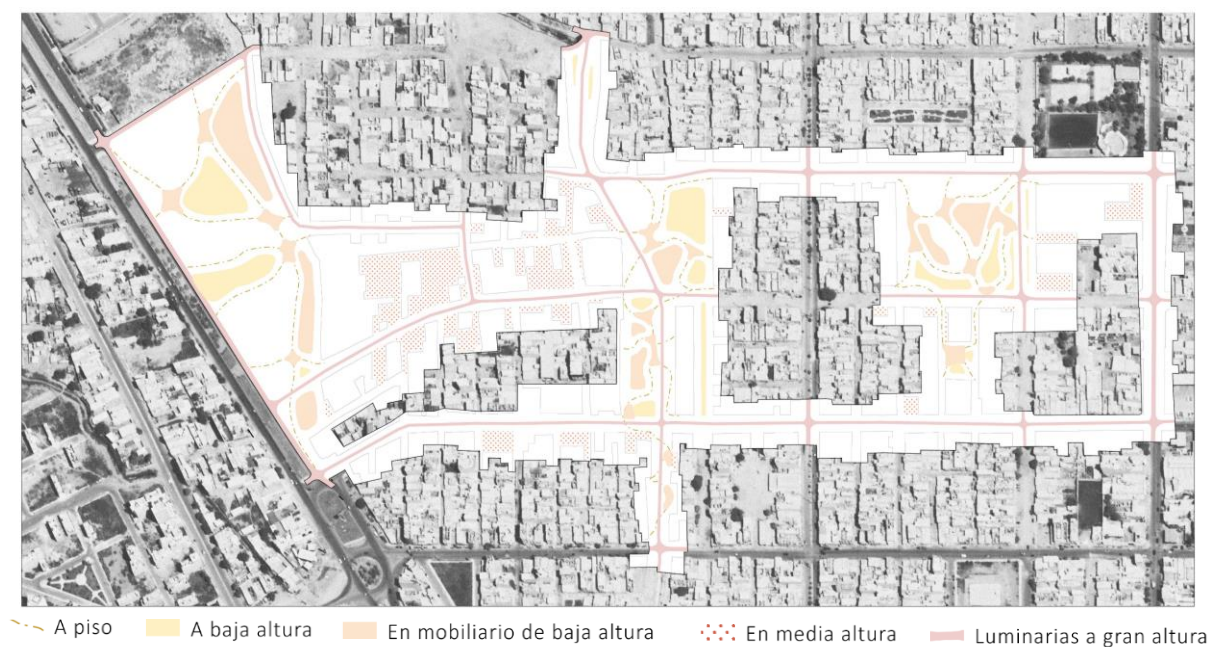 A piso
A baja altura
En mobiliario de baja altura
En media altura
Luminarias a gran altura